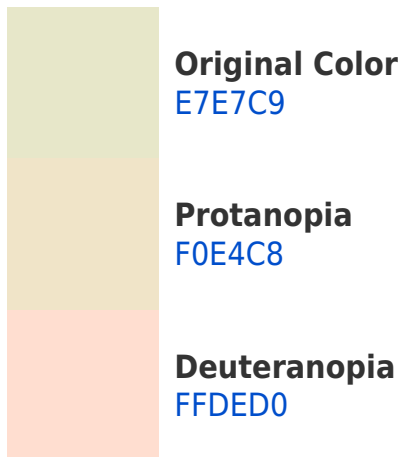 Original Color
E7E7C9
Protanopia
F0E4C8
Deuteranopia
FFDED0